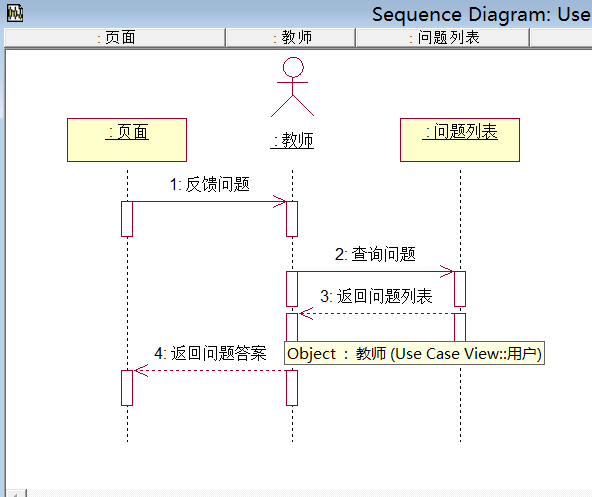 Sequence Diagram: Use
: 页面
: 教师
: 问题列表
: 页面
: 教师
: 问题列表
1: 反馈问题
2: 查询问题
3: 返回问题列表
Object : 教师 (Use Case View::用户)
4: 返回问题答案